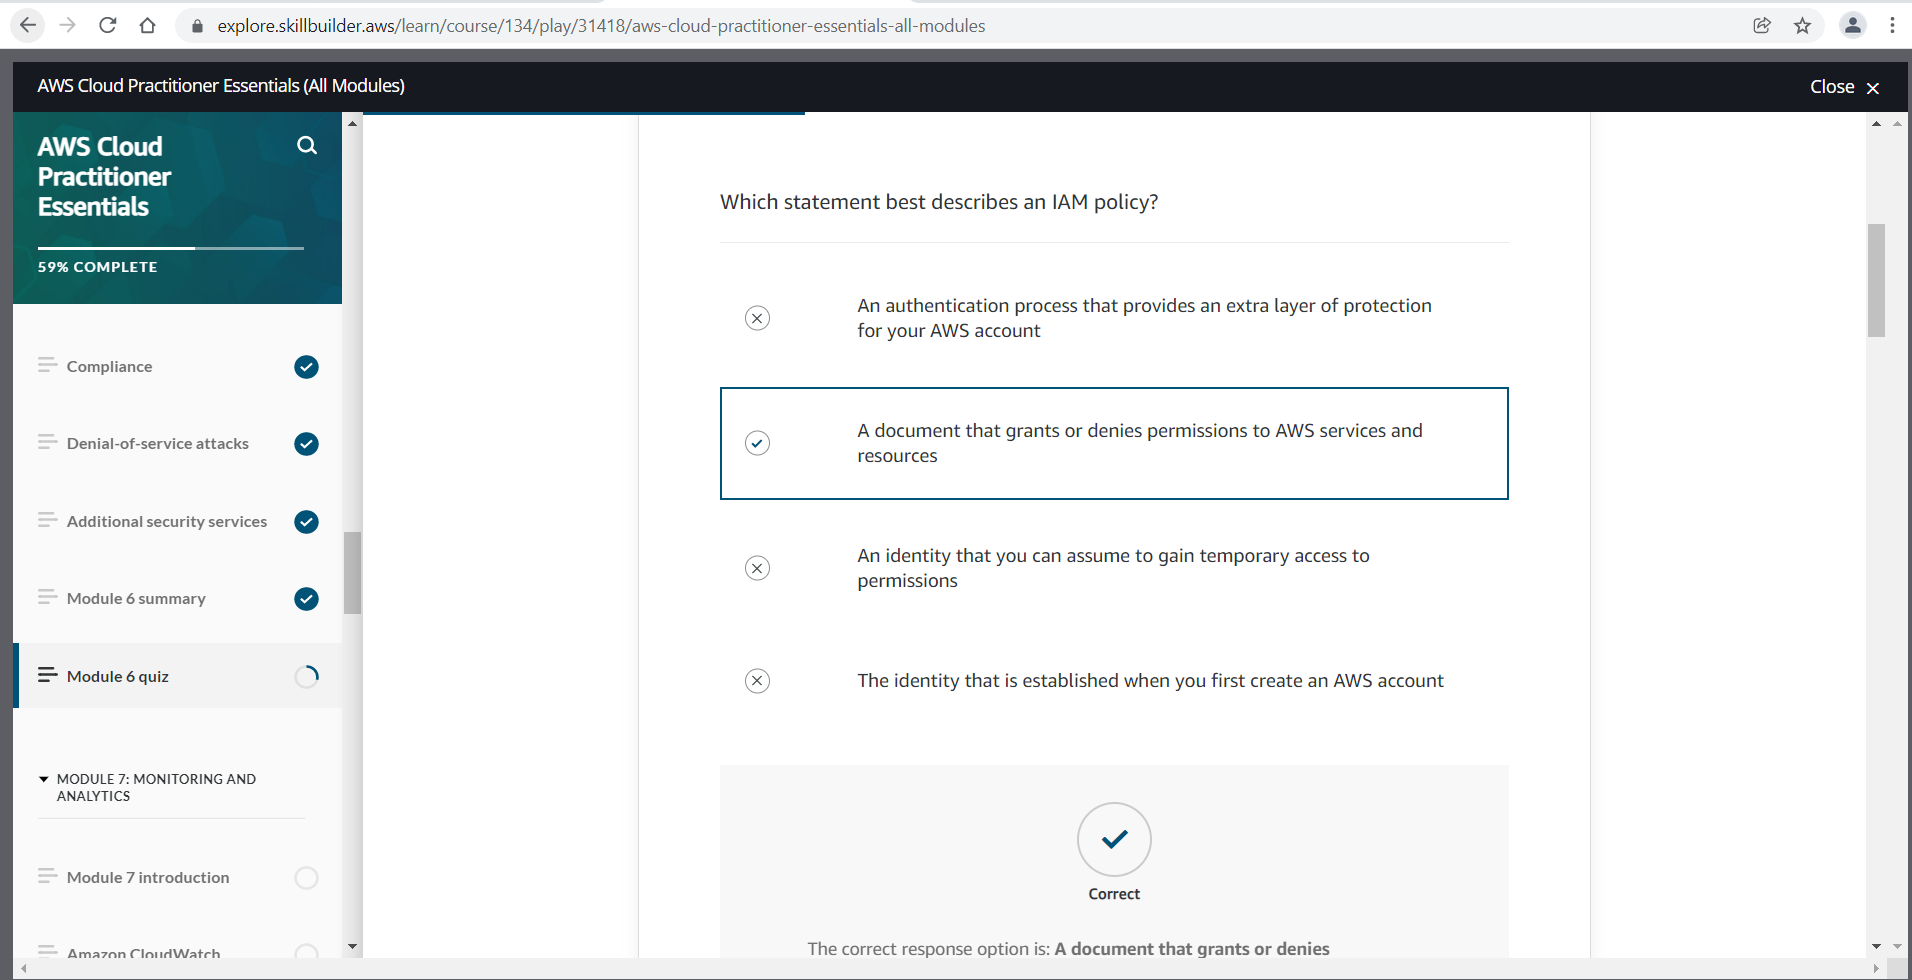 explore.skillbuilder.aws/learn/course/134/play/31418/aws-cloud-practitioner-essentials-all-modules
AWS Cloud Practitioner Essentials (All Modules)
Close
AWS Cloud
Practitioner
Essentials
59% COMPLETE
Compliance
Denial-of-service attacks
Additional security services
Module 6 summary
Module 6 quiz
MODULE 7: MONITORING AND
ANALYTICS
Module 7 introduction
Amazon CloudWatch
Which statement best describes an IAM policy?
An authentication process that provides an extra layer of protection
for your AWS account
A document that grants or denies permissions to AWS services and
resources
An identity that you can assume to gain temporary access to
permissions
The identity that is established when you first create an AWS account
Correct
The correct response option is: A document that grants or denies